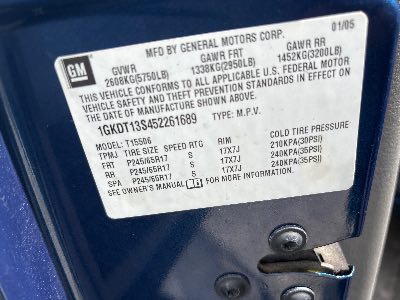 MFD BY GENERAL MOTORS CORP. 01/05
GM GVWR GAWR FRT GAWR RR
2608KG(5750LB) 1338KG(2950LB) 1452KG(3200LB)
THIS VEHICLE CONFORMS TO ALL APPLICABLE U.S. FEDERAL MOTOR
VEHICLE SAFETY AND THEFT PREVENTION STANDARDS IN EFFECT ON
THE DATE OF MANUFACTURE SHOWN ABOVE.
1GKDT13S452261689 TYPE: M.P.V.
MODEL: T15506
TPMJ TIRE SIZE SPEED RTG RIM COLD TIRE PRESSURE
FRT P245/65R17 S 17X7J 210KPA(30PSI)
RR P245/65R17 S 17X7J 240KPA(35PSI)
SPA P245/65R17 S 17X7J 240KPA(35PSI)
SEE OWNER'S MANUAL FOR MORE INFORMATION.